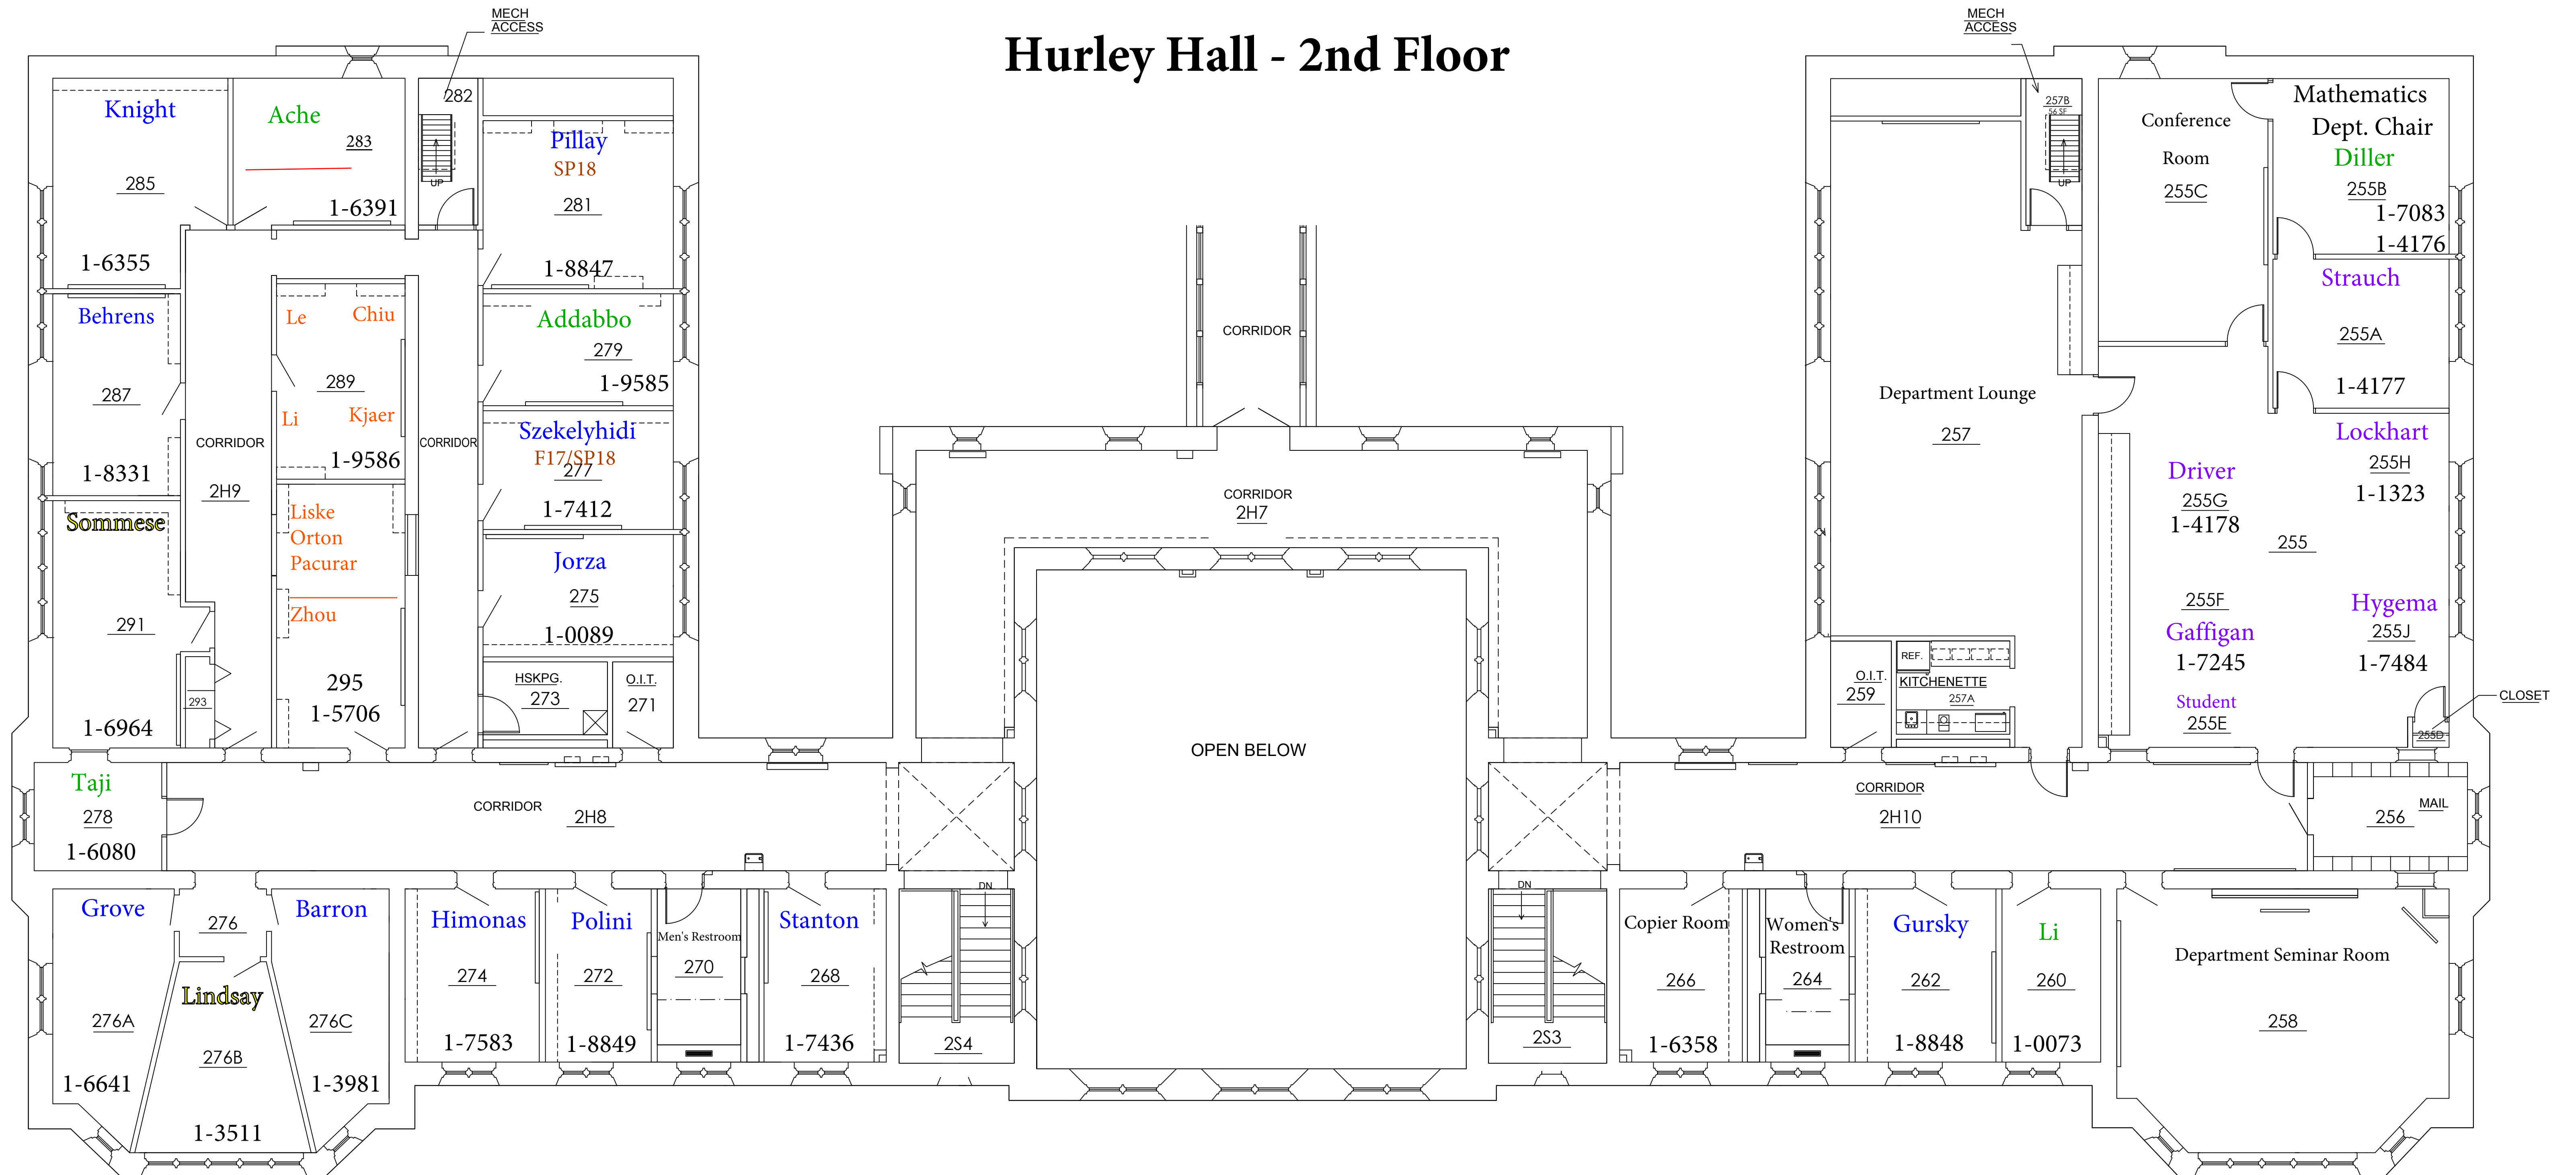 Hurley Hall - 2nd Floor
MECH
ACCESS
Knight
285
1-6355
Ache
283
1-6391
282
UP
Pillay
SP18
281
1-8847
Behrens
287
1-8331
Le
Chiu
289
Li
Kjaer
1-9586
CORRIDOR
2H9
CORRIDOR
Addabbo
279
1-9585
Szekelyhidi
F17/SP18
277
1-7412
Sommese
291
1-6964
293
Liske
Orton
Pacurar
Zhou
295
1-5706
Jorza
275
1-0089
HSKPG.
273
O.I.T.
271
Taji
278
1-6080
CORRIDOR
2H8
Grove
276A
1-6641
276
Lindsay
276B
1-3511
Barron
276C
1-3981
Himonas
274
1-7583
Polini
272
1-8849
Men's Restroom
270
Stanton
268
1-7436
DN
2S4
CORRIDOR
CORRIDOR
2H7
OPEN BELOW
DN
2S3
MECH
ACCESS
257B
56 SF
UP
Department Lounge
257
O.I.T.
259
REF.
KITCHENETTE
257A
Conference
Room
255C
Mathematics
Dept. Chair
Diller
255B
1-7083
1-4176
Strauch
255A
1-4177
Lockhart
255H
1-1323
Driver
255G
1-4178
255
255F
Gaffigan
1-7245
Hygema
255J
1-7484
Student
255E
255D
CLOSET
CORRIDOR
2H10
MAIL
256
Copier Room
266
1-6358
Women's
Restroom
264
Gursky
262
1-8848
Li
260
1-0073
Department Seminar Room
258